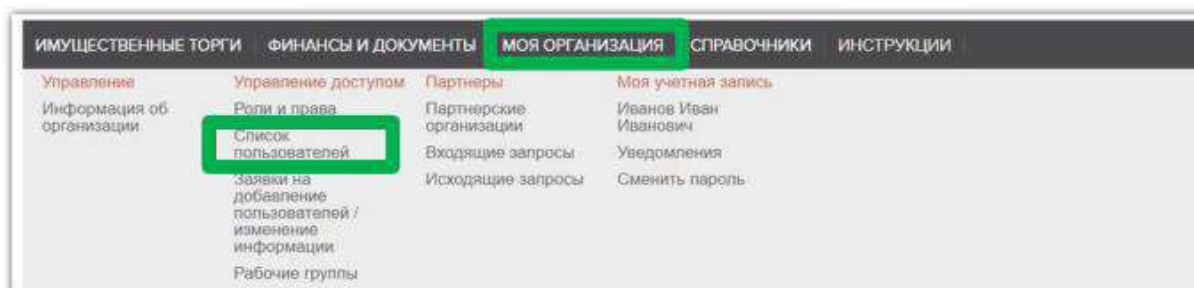 ИМУЩЕСТВЕННЫЕ ТОРГИ ФИНАНСЫ И ДОКУМЕНТЫ МОЯ ОРГАНИЗАЦИЯ СПРАВОЧНИКИ ИНСТРУКЦИИ
Управление
Информация об
организации
Управление доступом
Роли и права
Список
пользователей
Заявки на
добавление
пользователей /
изменение
информации
Рабочие группы
Партнеры
Партнерские
организации
Входящие запросы
Исходящие запросы
Моя учетная запись
Иванов Иван
Иванович
Уведомления
Сменить пароль